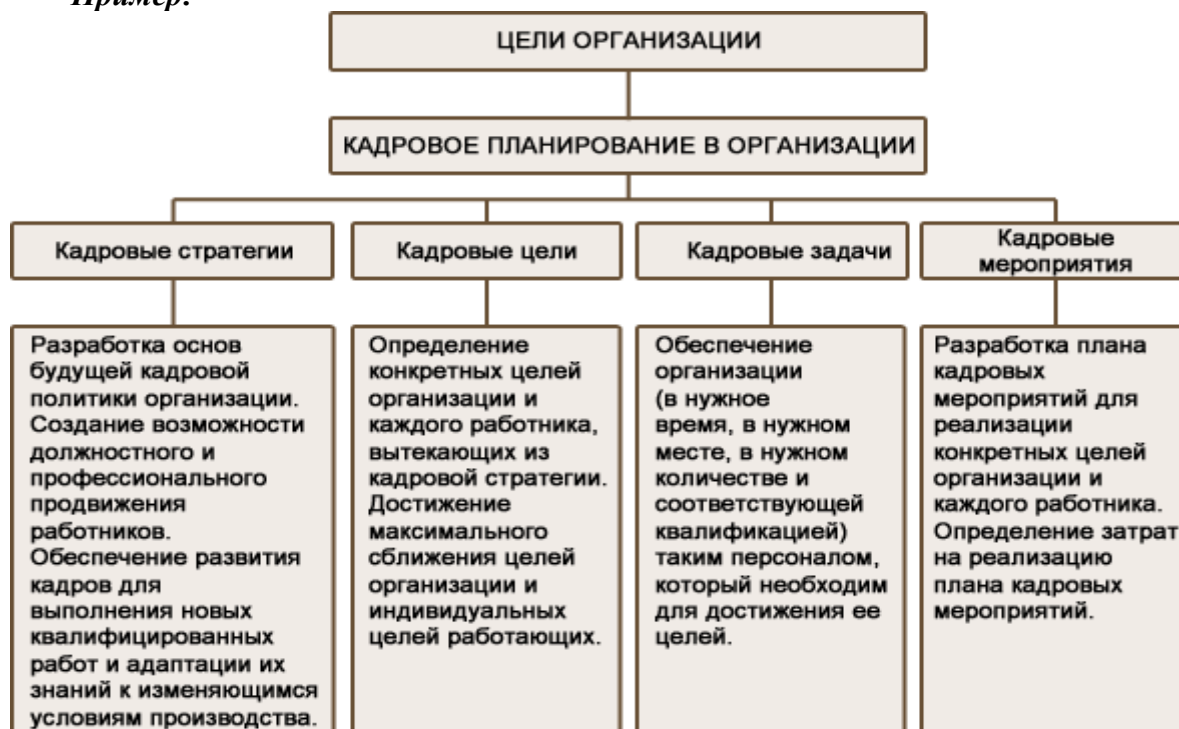 Пример:
ЦЕЛИ ОРГАНИЗАЦИИ
КАДРОВОЕ ПЛАНИРОВАНИЕ В ОРГАНИЗАЦИИ
Кадровые стратегии
Разработка основ
будущей кадровой
политики организации.
Создание возможности
должностного и
профессионального
продвижения
работников.
Обеспечение развития
кадров для
выполнения новых
квалифицированных
работ и адаптации их
знаний к изменяющимся
условиям производства.
Кадровые цели
Определение
конкретных целей
организации и
каждого работника,
вытекающих из
кадровой стратегии.
Достижение
максимального
сближения целей
организации и
индивидуальных
целей работающих.
Кадровые задачи
Обеспечение
организации
(в нужное
время, в нужном
месте, в нужном
количестве и
соответствующей
квалификацией)
таким персоналом,
который необходим
для достижения ее
целей.
Кадровые
мероприятия
Разработка плана
кадровых
мероприятий для
реализации
конкретных целей
организации и
каждого работника.
Определение затрат
на реализацию
плана кадровых
мероприятий.